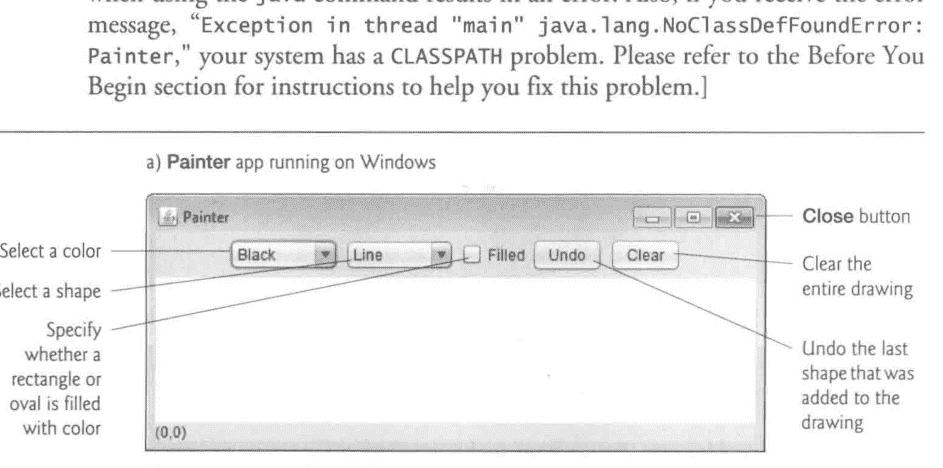 when using the java command results in an error. Also, if you receive the error
message, “Exception in thread "main" java.lang.NoClassDefFoundError:
Painter," your system has a CLASSPATH problem. Please refer to the Before You
Begin section for instructions to help you fix this problem.]
a) Painter app running on Windows
Painter
Close button
Select a color
Black
Line
Filled
Undo
Clear
Clear the
entire drawing
Select a shape
Specify
whether a
rectangle or
oval is filled
with color
Undo the last
shape that was
added to the
drawing
(0,0)